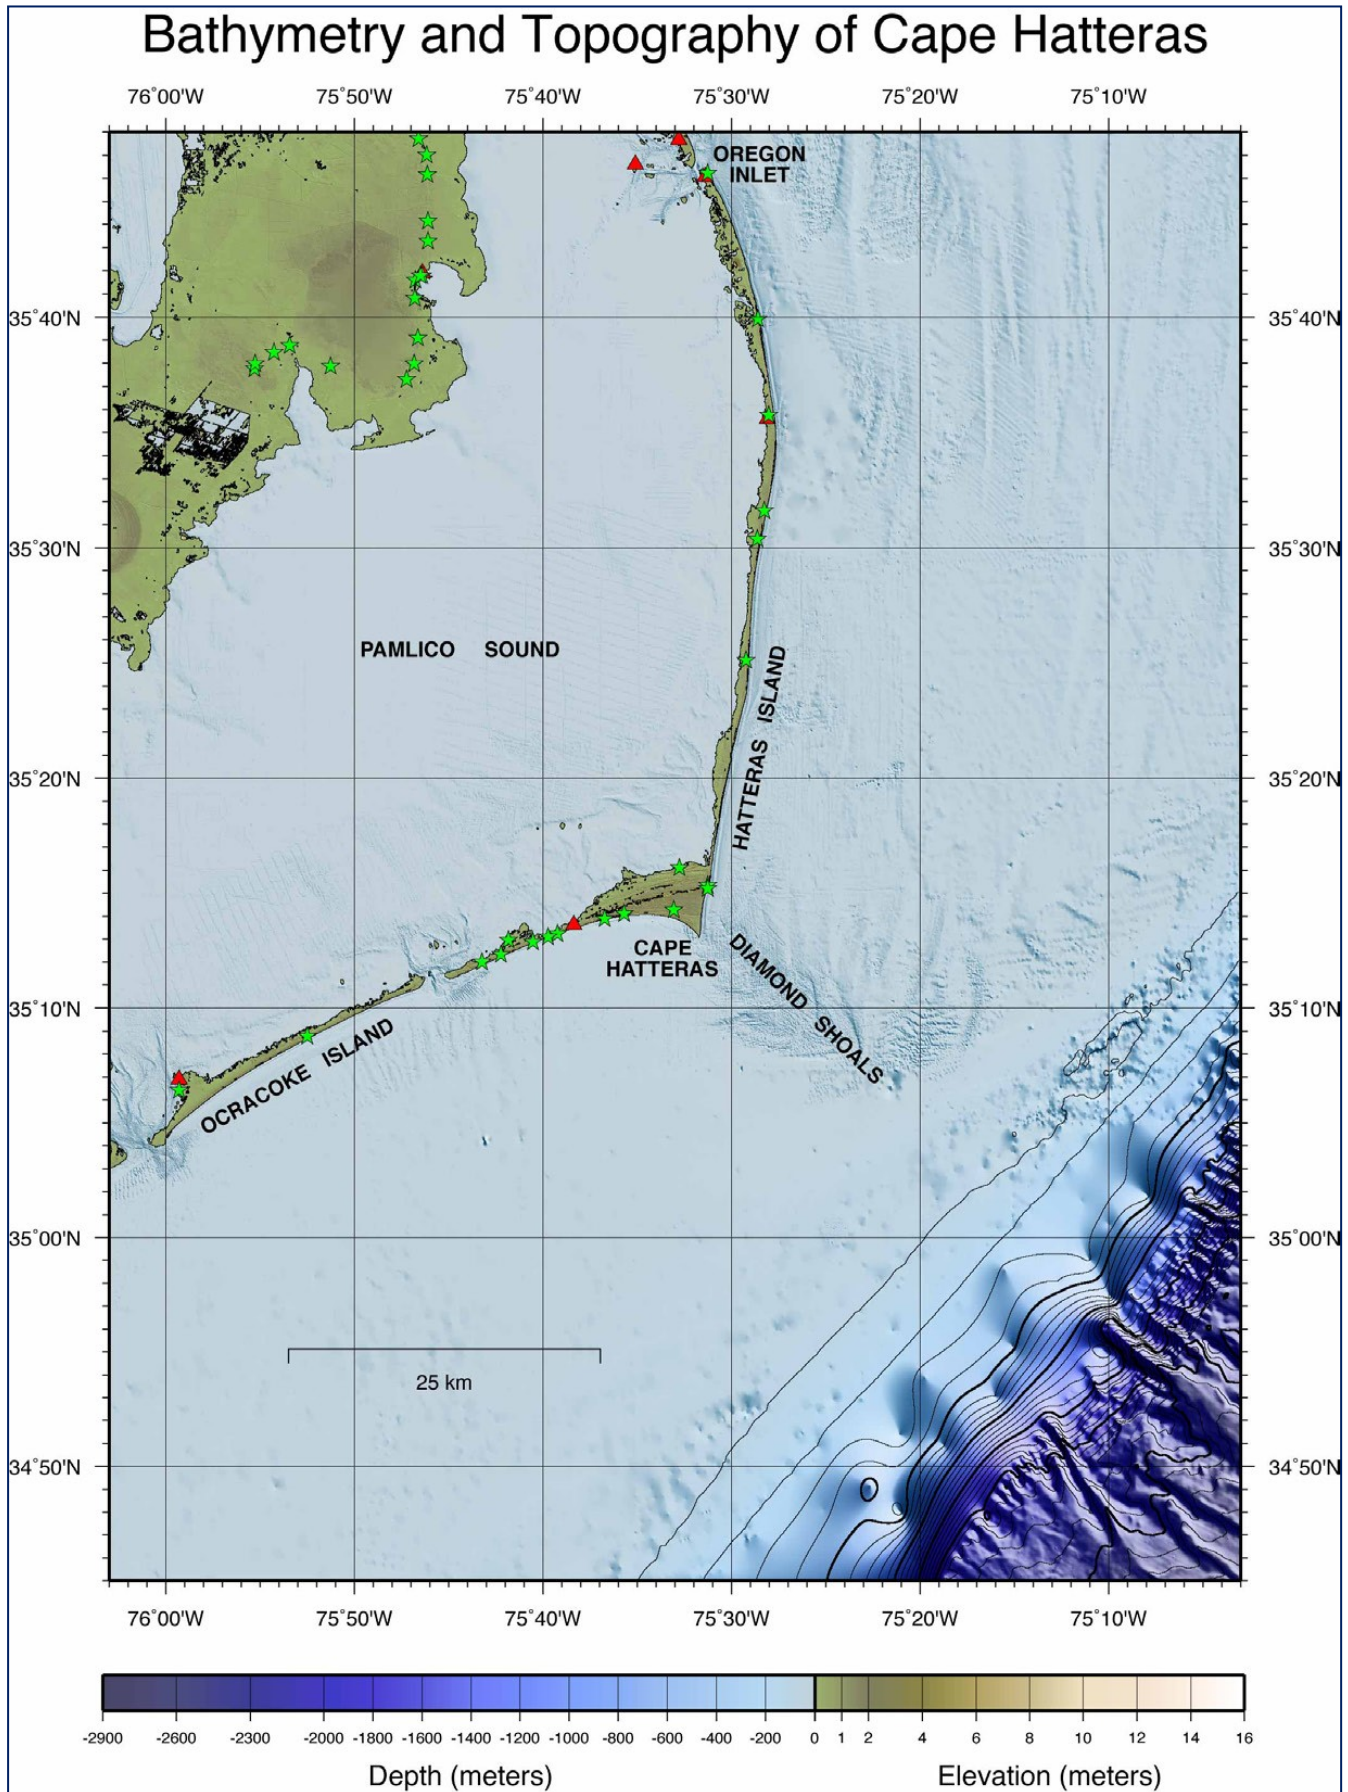 Bathymetry and Topography of Cape Hatteras
76°00'W 75°50'W 75°40'W 75°30'W 75°20'W 75°10'W
OREGON
INLET
35°40'N 35°40'N
35°30'N 35°30'N
PAMLICO SOUND
HATTERAS ISLAND
35°20'N 35°20'N
CAPE
HATTERAS
DIAMOND SHOALS
35°10'N 35°10'N
OCRACOKE ISLAND
35°00'N 35°00'N
25 km
34°50'N 34°50'N
76°00'W 75°50'W 75°40'W 75°30'W 75°20'W 75°10'W
-2900 -2600 -2300 -2000 -1800 -1600 -1400 -1200 -1000 -800 -600 -400 -200 0 1 2 4 6 8 10 12 14 16
Depth (meters) Elevation (meters)